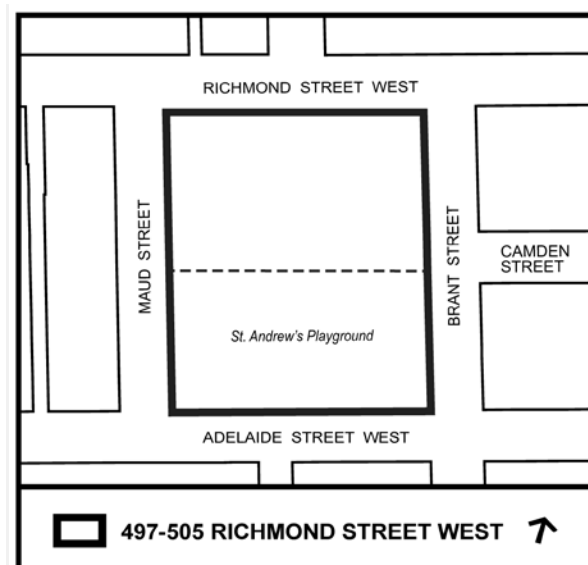 RICHMOND STREET WEST
MAUD STREET
BRANT STREET
CAMDEN
STREET
St. Andrew's Playground
ADELAIDE STREET WEST
497-505 RICHMOND STREET WEST